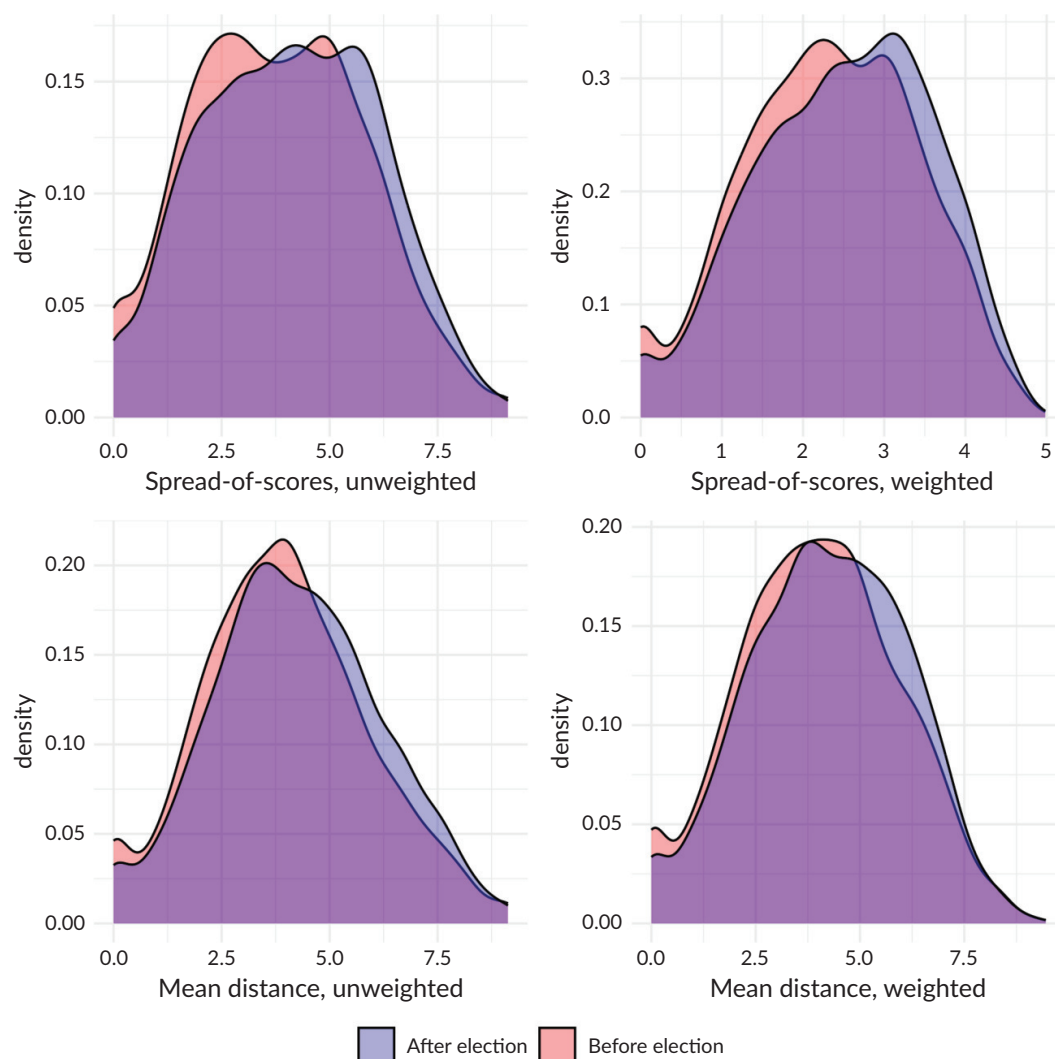 density
0.15
0.10
0.05
0.00
0.0 2.5 5.0 7.5
Spread-of-scores, unweighted
density
0.3
0.2
0.1
0.0
0 1 2 3 4 5
Spread-of-scores, weighted
density
0.20
0.15
0.10
0.05
0.00
0.0 2.5 5.0 7.5
Mean distance, unweighted
density
0.20
0.15
0.10
0.05
0.00
0.0 2.5 5.0 7.5
Mean distance, weighted
After election Before election